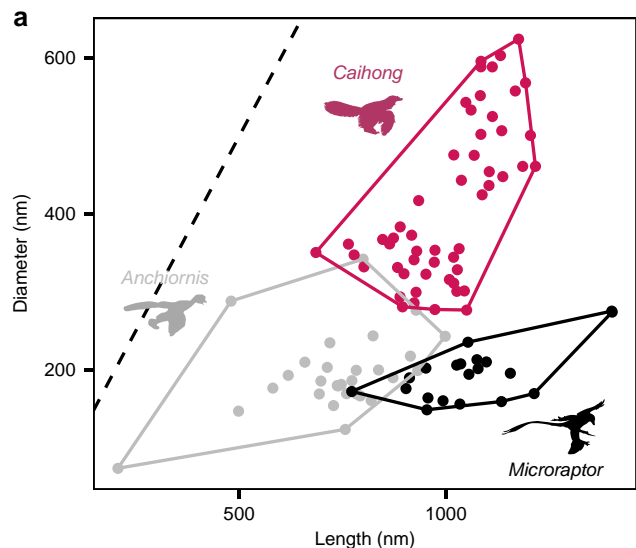 a
600
400
200
Diameter (nm)
Caihong
Anchiornis
Microraptor
500
1000
Length (nm)